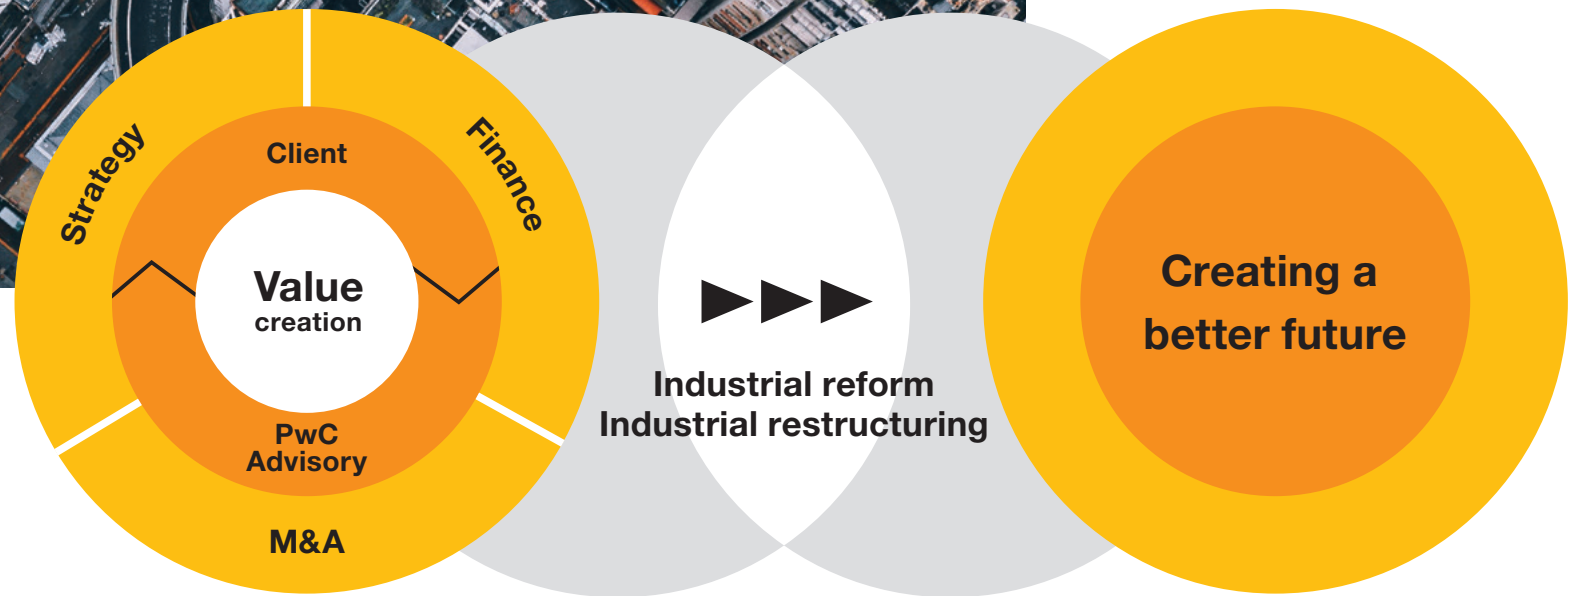 Strategy
Finance
Client
Value
creation
PwC
Advisory
M&A
Industrial reform
Industrial restructuring
Creating a
better future